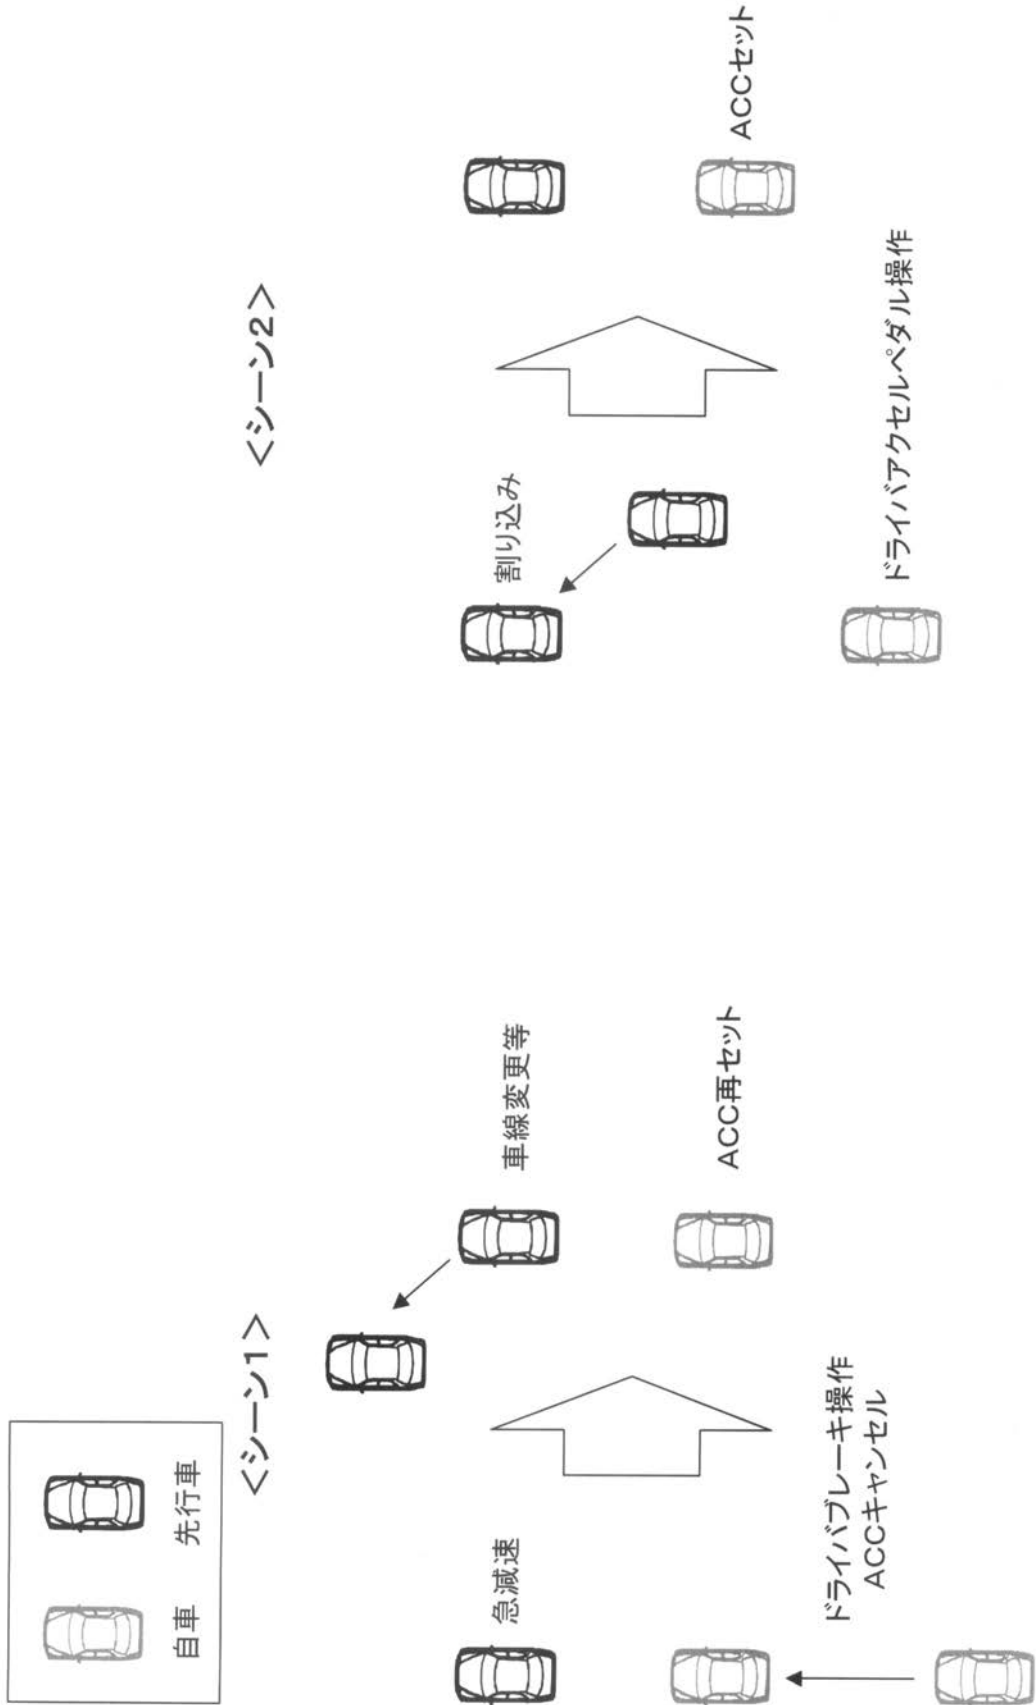 自車
先行車
＜シーン1＞
急減速
ドライバブレーキ操作
ACCキャンセル
車線変更等
ACC再セット
＜シーン2＞
割り込み
ドライバアクセルペダル操作
ACCセット